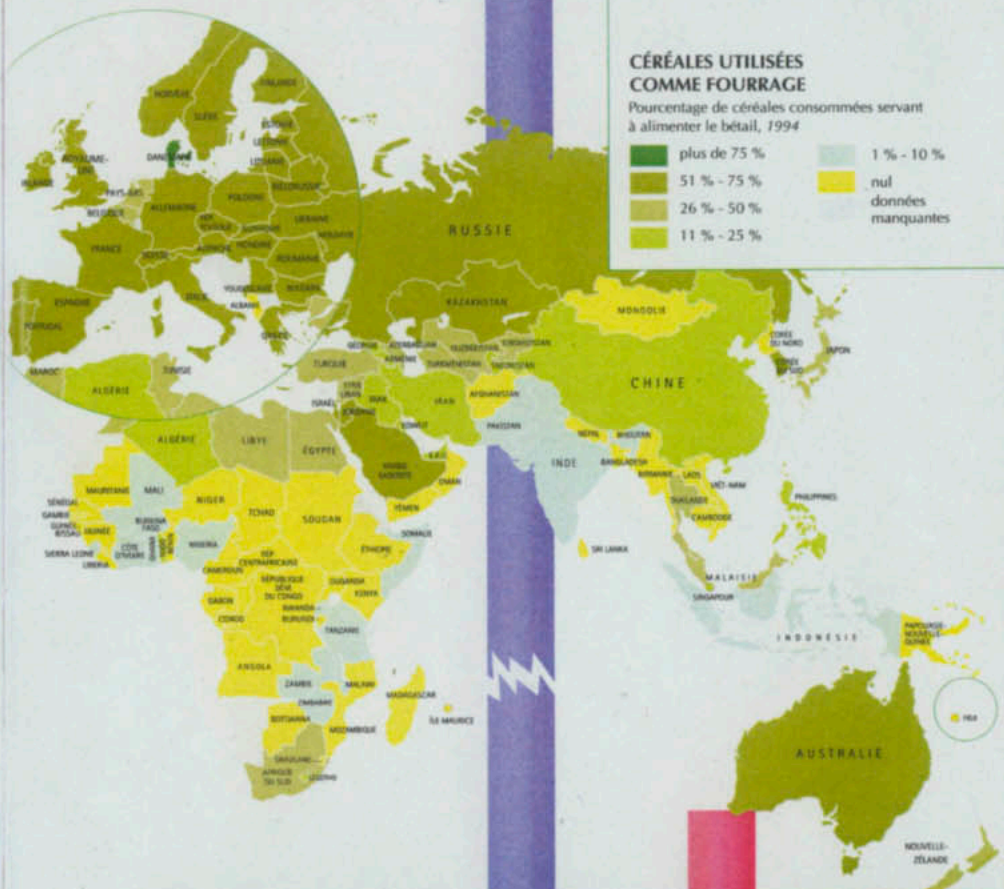 CÉRÉALES UTILISÉES
COMME FOURRAGE
Pourcentage de céréales consommées servant
à alimenter le bétail, 1994
plus de 75 %
51 % - 75 %
26 % - 50 %
11 % - 25 %
1 % - 10 %
nul
données
manquantes
FINLANDE
NORVÈGE
SUÈDE
ESTONIE
LETTONIE
LITUANIE
DANEMARK
ROYAUME-
UNI
IRLANDE
BIÉLORUSSIE
PAYS-BAS
POLOGNE
BELGIQUE
ALLEMAGNE
UKRAINE
RÉP.
TCHÈQUE
MOLDAVIE
FRANCE
SUISSE
AUTRICHE
HONGRIE
ROUMANIE
ITALIE
YOUGOSLAVIE
BULGARIE
ESPAGNE
ALBANIE
PORTUGAL
GRÈCE
MAROC
ALGÉRIE
TUNISIE
RUSSIE
KAZAKHSTAN
MONGOLIE
CORÉE
DU NORD
CORÉE
DU SUD
JAPON
GÉORGIE
AZERBAÏDJAN
ARMÉNIE
TURQUIE
OUZBÉKISTAN
TURKMÉNISTAN
CHINE
SYRIE
LIBAN
ISRAËL
JORDANIE
IRAK
IRAN
AFGHANISTAN
KOWEÏT
PAKISTAN
NÉPAL
BHOUTAN
ALGÉRIE
LIBYE
ÉGYPTE
ARABIE
SAOUDITE
É.A.U.
OMAN
YÉMEN
INDE
BANGLADESH
BIRMANIE
LAOS
VIÊT-NAM
THAÏLANDE
CAMBODGE
PHILIPPINES
MAURITANIE
MALI
NIGER
TCHAD
SOUDAN
SÉNÉGAL
GAMBIE
GUINÉE-
BISSAU
GUINÉE
SIERRA LEONE
LIBERIA
BURKINA
FASO
CÔTE
D'IVOIRE
GHANA
TOGO
BÉNIN
NIGERIA
CAMEROUN
RÉP.
CENTRAFRICAINE
ÉTHIOPIE
SOMALIE
RÉPUBLIQUE
DÉM.
DU CONGO
OUGANDA
KENYA
GABON
CONGO
RWANDA
BURUNDI
TANZANIE
SRI LANKA
MALAISIE
SINGAPOUR
INDONÉSIE
PAPOUASIE-
NOUVELLE-
GUINÉE
ANGOLA
ZAMBIE
MALAWI
ZIMBABWE
MADAGASCAR
ÎLE MAURICE
BOTSWANA
MOZAMBIQUE
SWAZILAND
AFRIQUE
DU SUD
LESOTHO
FIDJI
AUSTRALIE
NOUVELLE-
ZÉLANDE